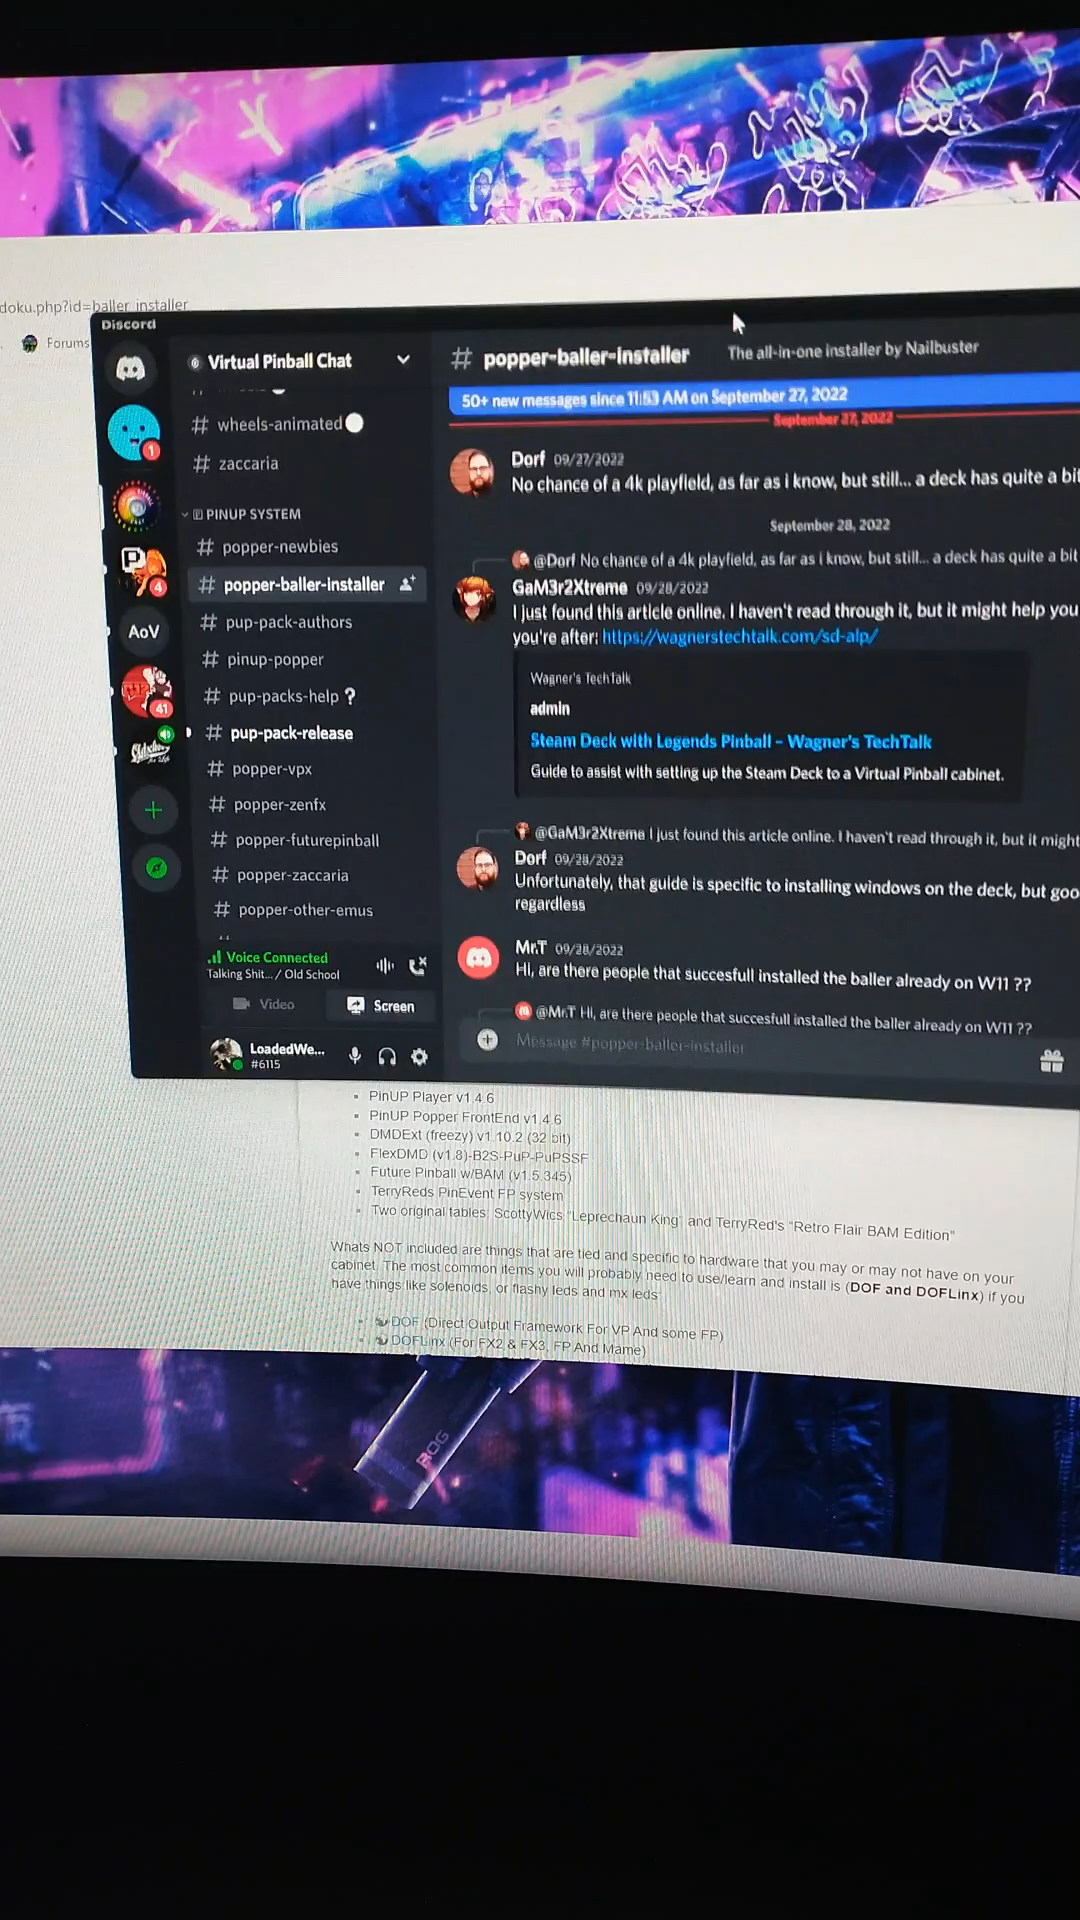 doku.php?id=baller_installer
Forums
Discord
Virtual Pinball Chat
wheels-animated
zaccaria
PINUP SYSTEM
popper-newbies
popper-baller-installer
pup-pack-authors
pinup-popper
pup-packs-help ?
pup-pack-release
popper-vpx
popper-zenfx
popper-futurepinball
popper-zaccaria
popper-other-emus
1
4
AoV
41
Voice Connected
Talking Shit... / Old School
Video
Screen
LoadedWe...
#6115
# popper-baller-installer
The all-in-one installer by Nailbuster
50+ new messages since 11:53 AM on September 27, 2022
September 27, 2022
Dorf 09/27/2022
No chance of a 4k playfield, as far as i know, but still... a deck has quite a bit
September 28, 2022
@Dorf No chance of a 4k playfield, as far as i know, but still... a deck has quite a bit
GaM3r2Xtreme 09/28/2022
I just found this article online. I haven't read through it, but it might help you
you're after: https://wagnerstechtalk.com/sd-alp/
Wagner's TechTalk
admin
Steam Deck with Legends Pinball - Wagner's TechTalk
Guide to assist with setting up the Steam Deck to a Virtual Pinball cabinet.
@GaM3r2Xtreme I just found this article online. I haven't read through it, but it might
Dorf 09/28/2022
Unfortunately, that guide is specific to installing windows on the deck, but goo
regardless
Mr.T 09/28/2022
Hi, are there people that succesfull installed the baller already on W11 ??
@Mr.T Hi, are there people that succesfull installed the baller already on W11 ??
Message #popper-baller-installer
PinUP Player v1.4.6
PinUP Popper FrontEnd v1.4.6
DMDExt (freezy) v1.10.2 (32 bit)
FlexDMD (v1.8)-B2S-PuP-PuPSSF
Future Pinball w/BAM (v1.5.345)
TerryReds PinEvent FP system
Two original tables: ScottyWics "Leprechaun King" and TerryRed's "Retro Flair BAM Edition"
Whats NOT included are things that are tied and specific to hardware that you may or may not have on your
cabinet. The most common items you will probably need to use/learn and install is (DOF and DOFLinx) if you
have things like solenoids, or flashy leds and mx leds
DOF (Direct Output Framework For VP And some FP)
DOFLinx (For FX2 & FX3, FP And Mame)
ROG